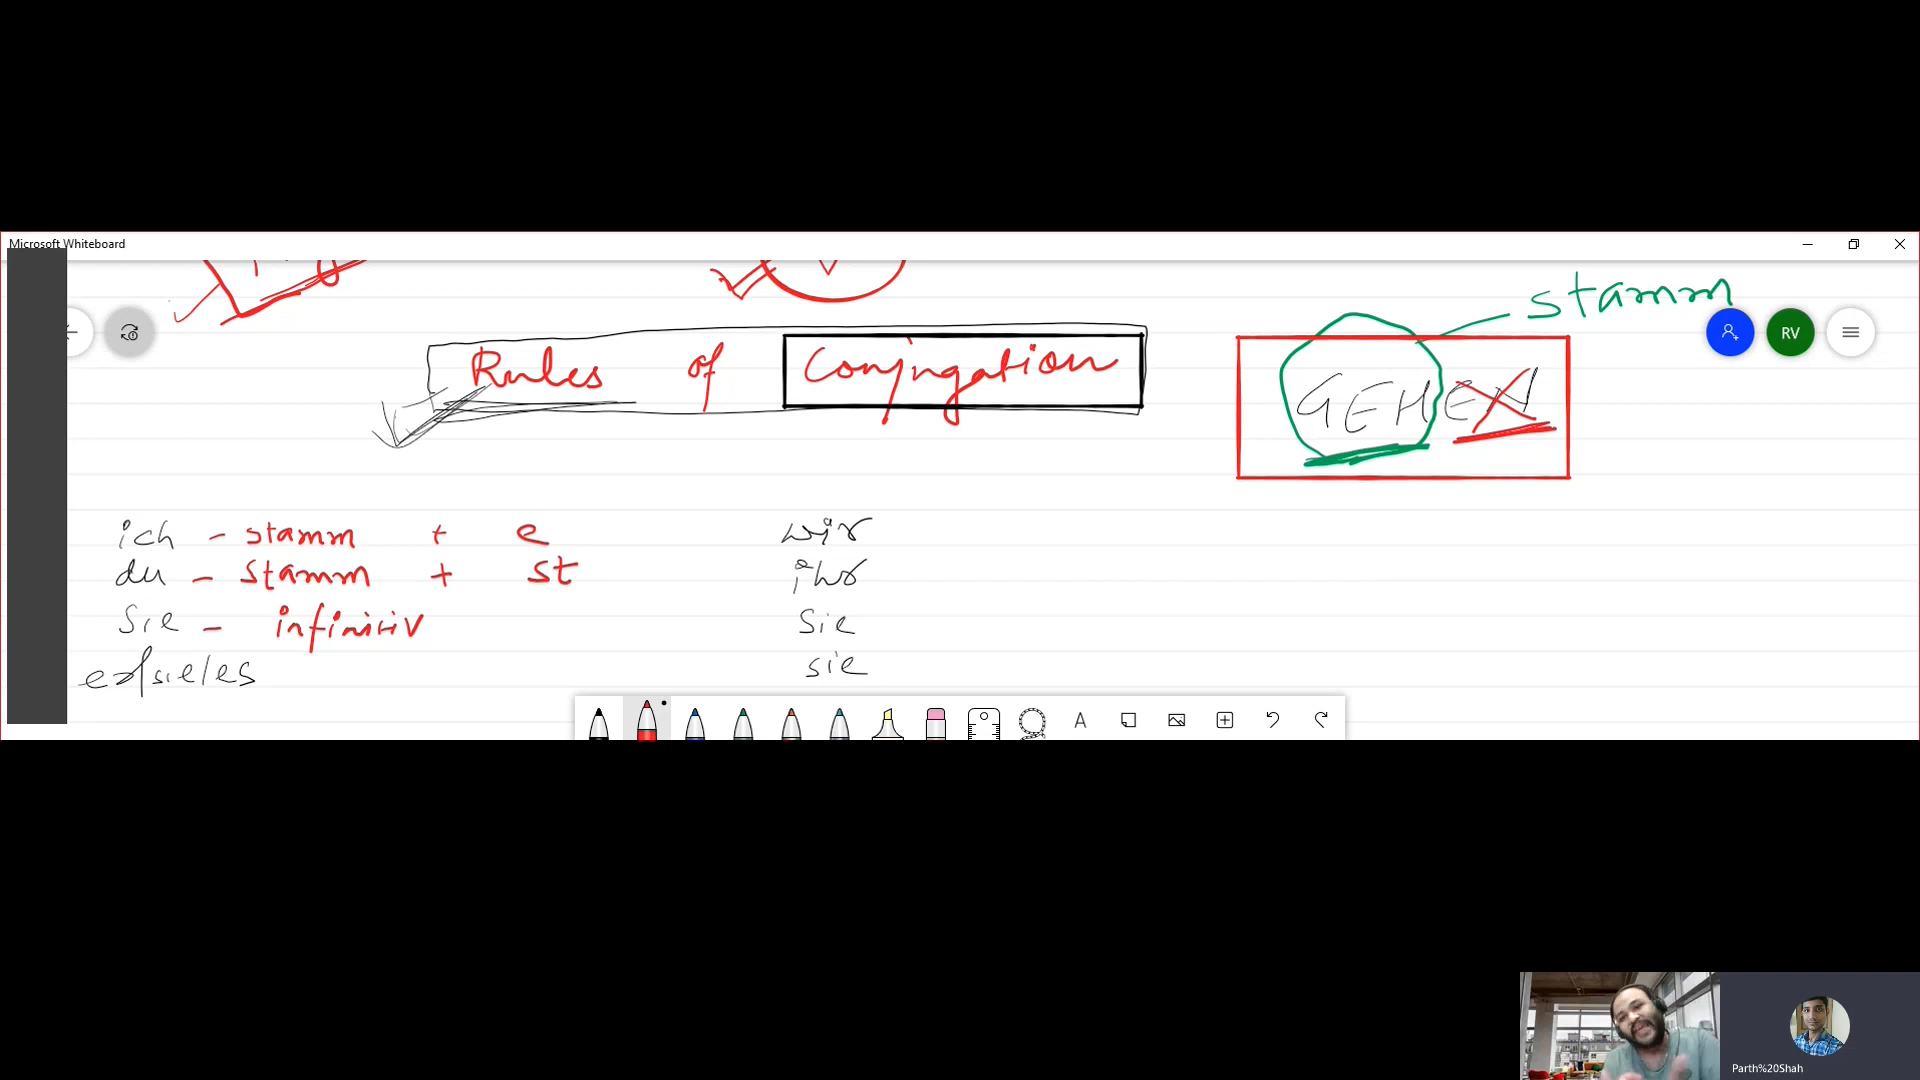 Microsoft Whiteboard
stamm
Rules of Conjugation
GEHEN
RV
ich - stamm + e
du - stamm + st
Sie - infinitiv
er/sie/es
wir
ihr
Sie
sie
A
Parth%20Shah